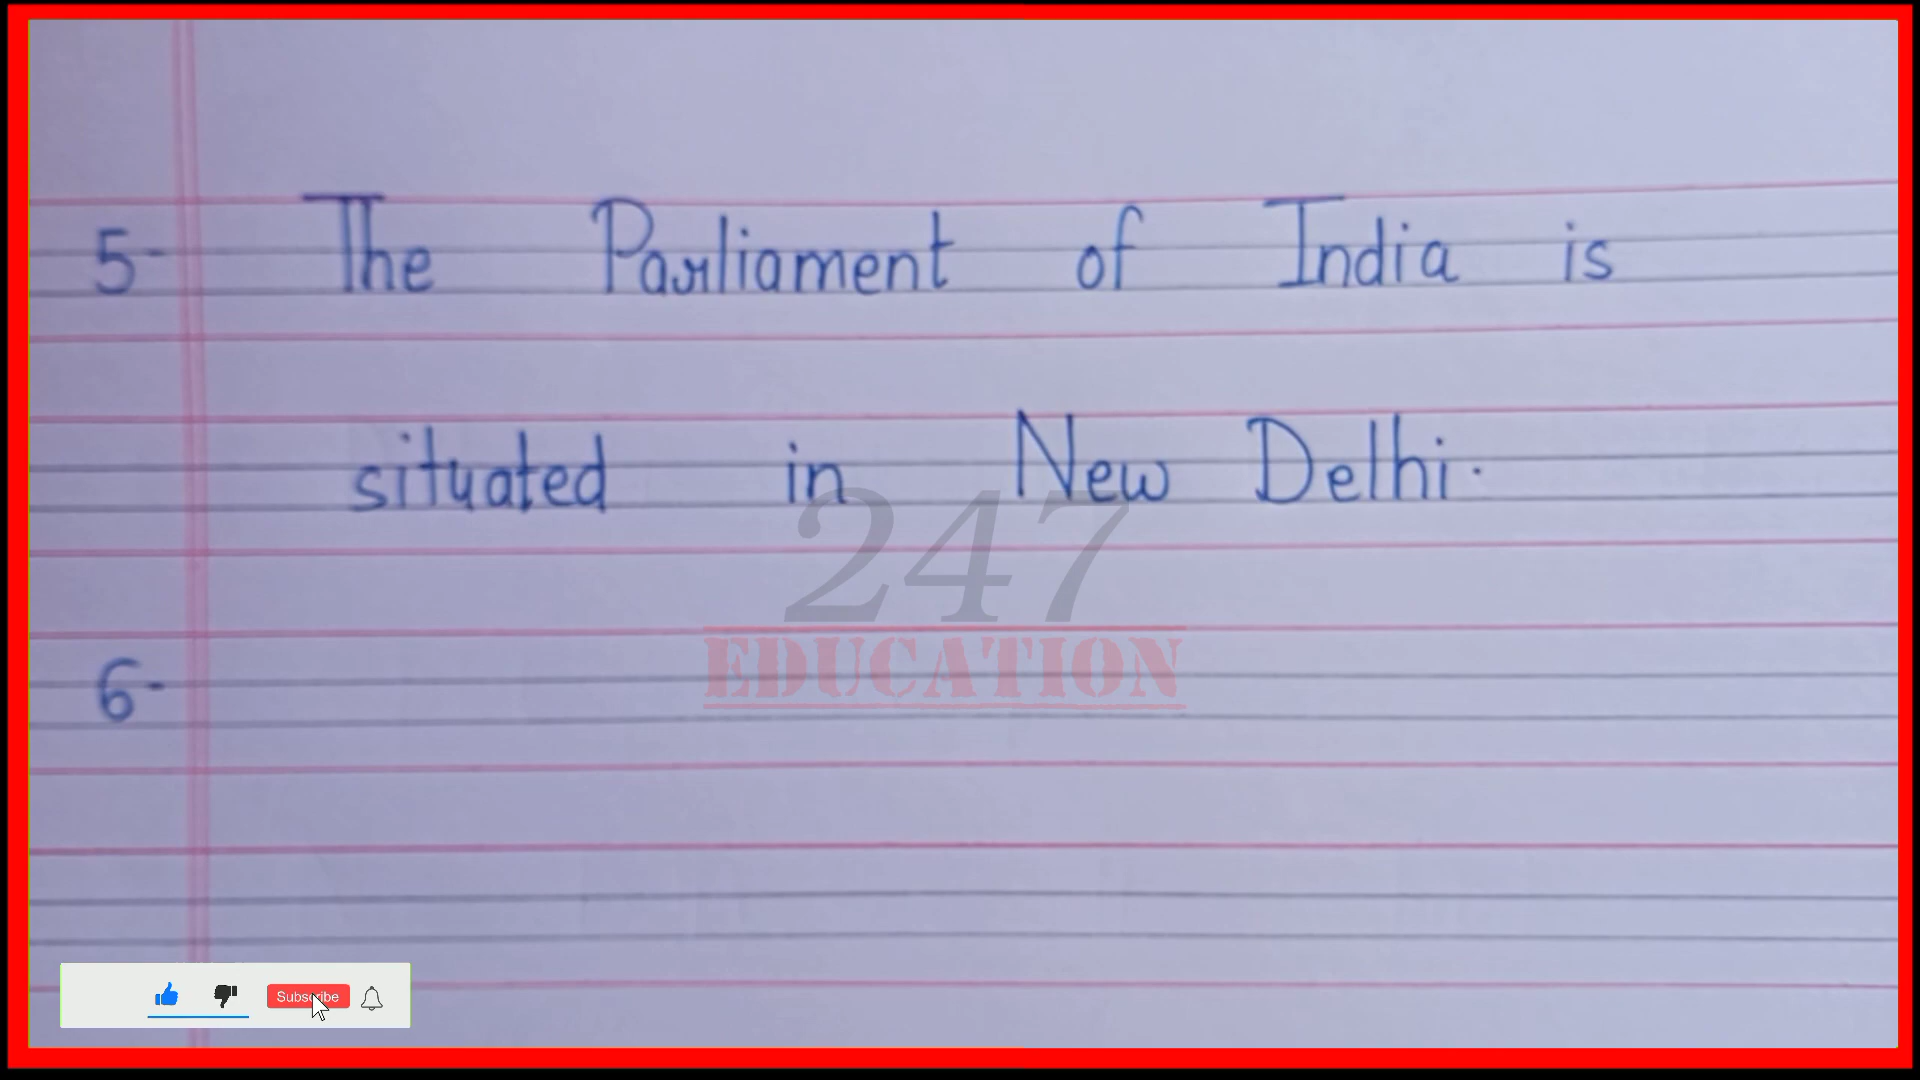 5- The Parliament of India is
situated in New Delhi.
247
EDUCATION
6-
Subscribe